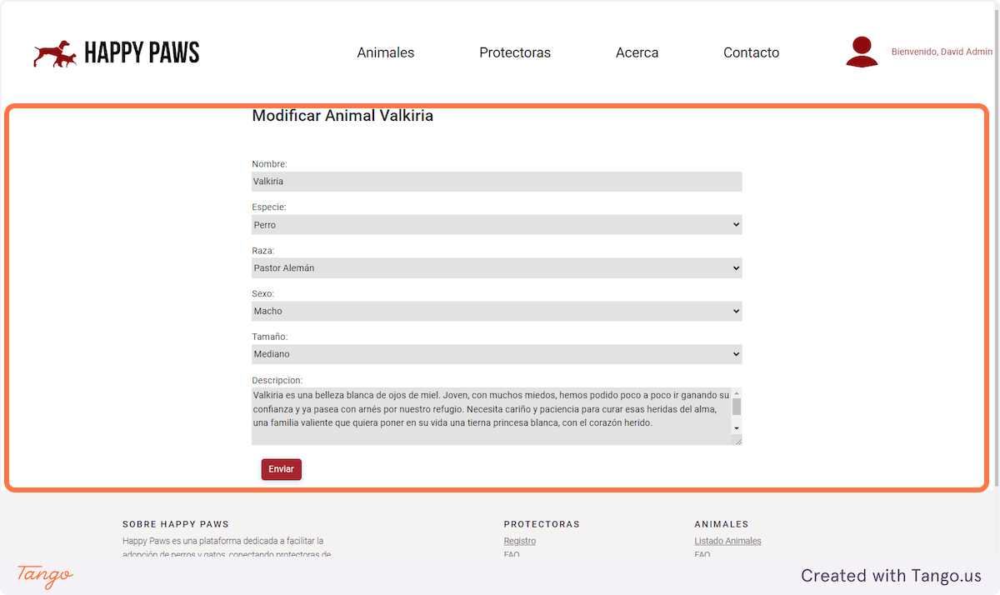 HAPPY PAWS
Animales
Protectoras
Acerca
Contacto
Bienvenido, David Admin
Modificar Animal Valkiria
Nombre:
Valkiria
Especie:
Perro
Raza:
Pastor Alemán
Sexo:
Macho
Tamaño:
Mediano
Descripcion:
Valkiria es una belleza blanca de ojos de miel. Joven, con muchos miedos, hemos podido poco a poco ir ganando su
confianza y ya pasea con arnés por nuestro refugio. Necesita cariño y paciencia para curar esas heridas del alma,
una familia valiente que quiera poner en su vida una tierna princesa blanca, con el corazón herido.
Enviar
SOBRE HAPPY PAWS
Happy Paws es una plataforma dedicada a facilitar la
adopción de perros y gatos, conectando protectoras de
PROTECTORAS
Registro
FAQ
ANIMALES
Listado Animales
FAQ
Tango
Created with Tango.us